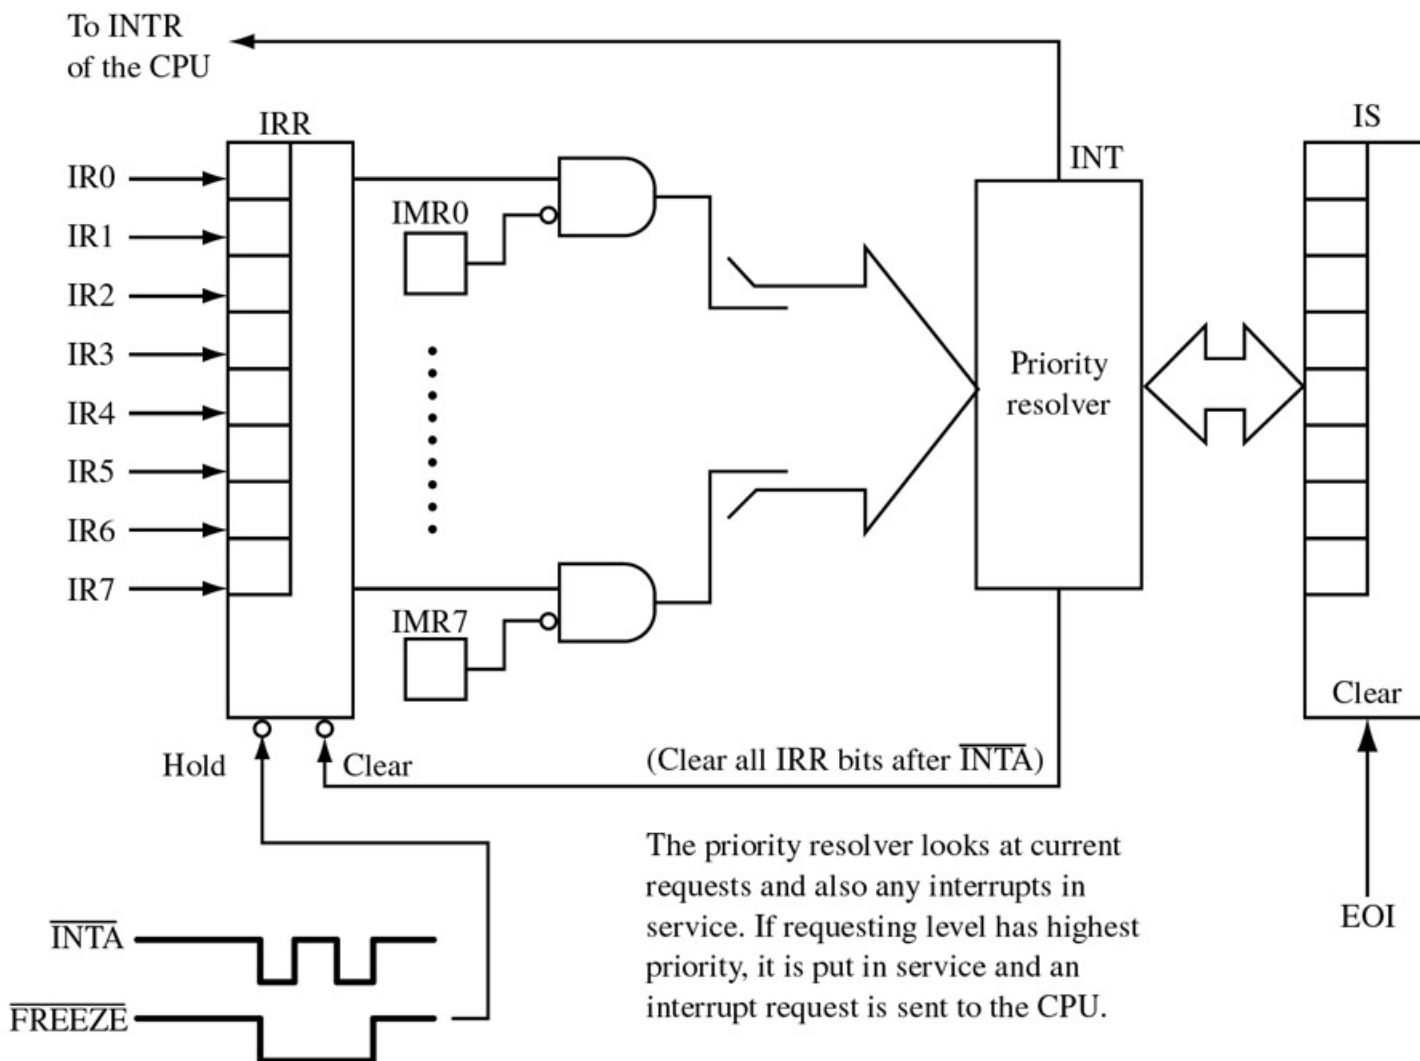 To INTR
of the CPU
IRR
IS
INT
IR0
IR1
IR2
IR3
IR4
IR5
IR6
IR7
IMR0
IMR7
Priority
resolver
Hold
Clear
(Clear all IRR bits after I̅N̅T̅A̅)
Clear
The priority resolver looks at current
requests and also any interrupts in
service. If requesting level has highest
priority, it is put in service and an
interrupt request is sent to the CPU.
EOI
I̅N̅T̅A̅
F̅R̅E̅E̅Z̅E̅